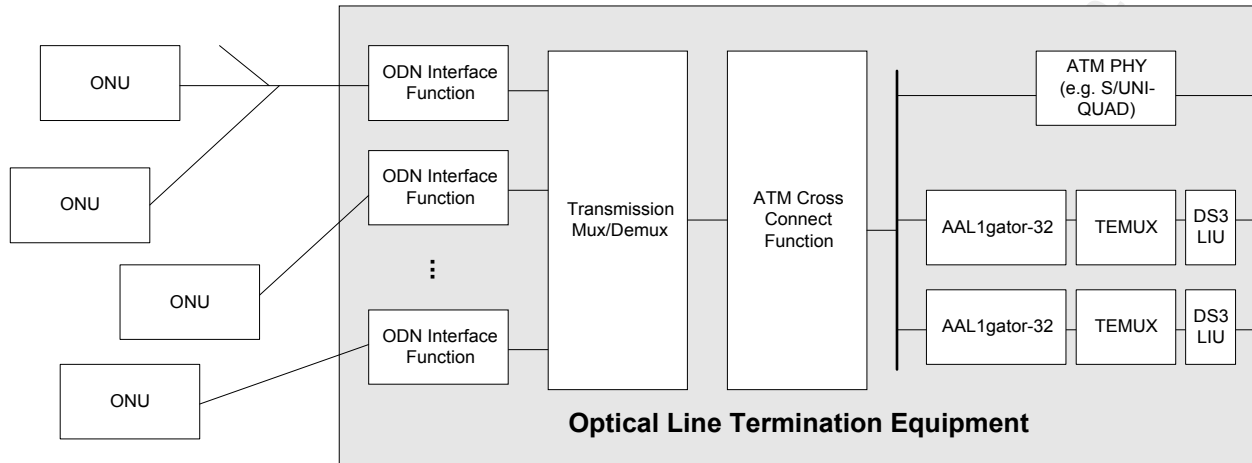 ONU
ONU
ONU
ONU
ODN Interface
Function
ODN Interface
Function
...
ODN Interface
Function
Transmission
Mux/Demux
ATM Cross
Connect
Function
ATM PHY
(e.g. S/UNI-
QUAD)
AAL1gator-32
TEMUX
DS3
LIU
AAL1gator-32
TEMUX
DS3
LIU
Optical Line Termination Equipment